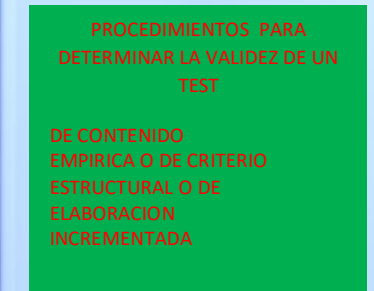 PROCEDIMIENTOS PARA
DETERMINAR LA VALIDEZ DE UN
TEST
DE CONTENIDO
EMPIRICA O DE CRITERIO
ESTRUCTURAL O DE
ELABORACION
INCREMENTADA